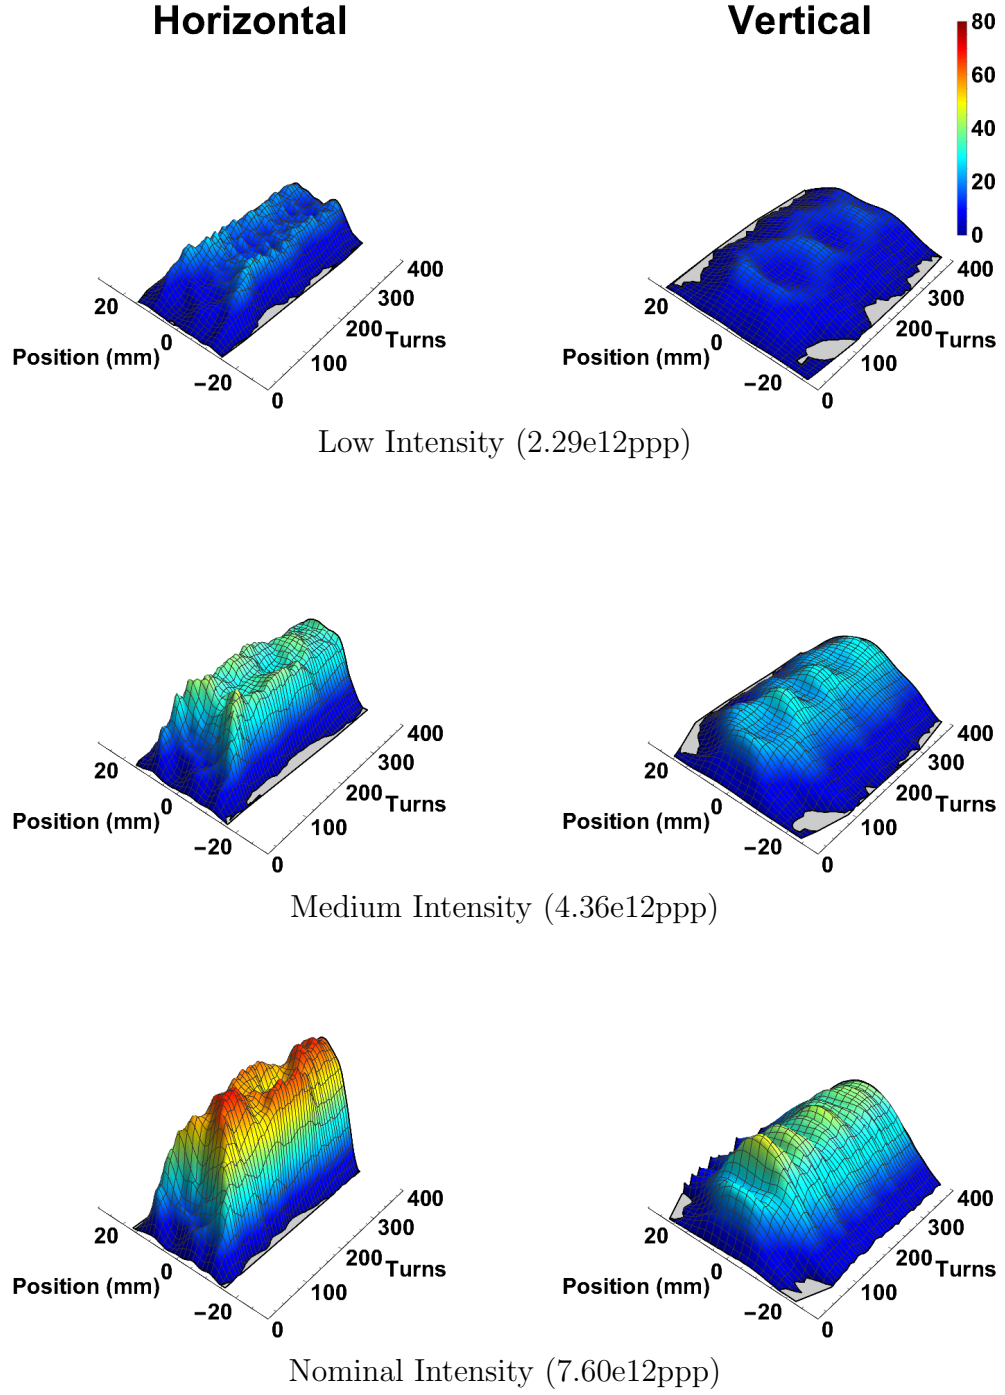 Horizontal Vertical
80
60
40
20
0
20 0 −20 Position (mm) 0 100 200 300 400 Turns
20 0 −20 Position (mm) 0 100 200 300 400 Turns
Low Intensity (2.29e12ppp)
20 0 −20 Position (mm) 0 100 200 300 400 Turns
20 0 −20 Position (mm) 0 100 200 300 400 Turns
Medium Intensity (4.36e12ppp)
20 0 −20 Position (mm) 0 100 200 300 400 Turns
20 0 −20 Position (mm) 0 100 200 300 400 Turns
Nominal Intensity (7.60e12ppp)